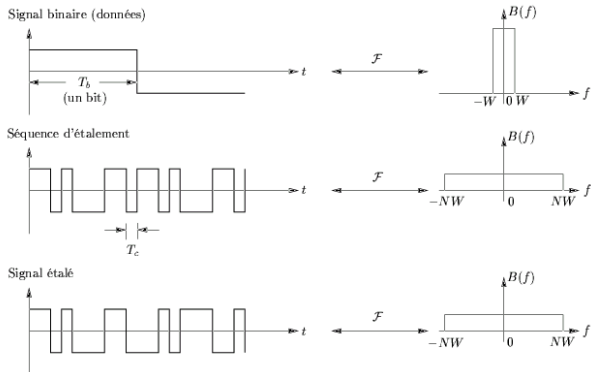 Signal binaire (données)
B(f)
T_b
(un bit)
t
𝓕
−W 0 W
f
Séquence d'étalement
B(f)
t
𝓕
−NW 0 NW
f
T_c
Signal étalé
B(f)
t
𝓕
−NW 0 NW
f